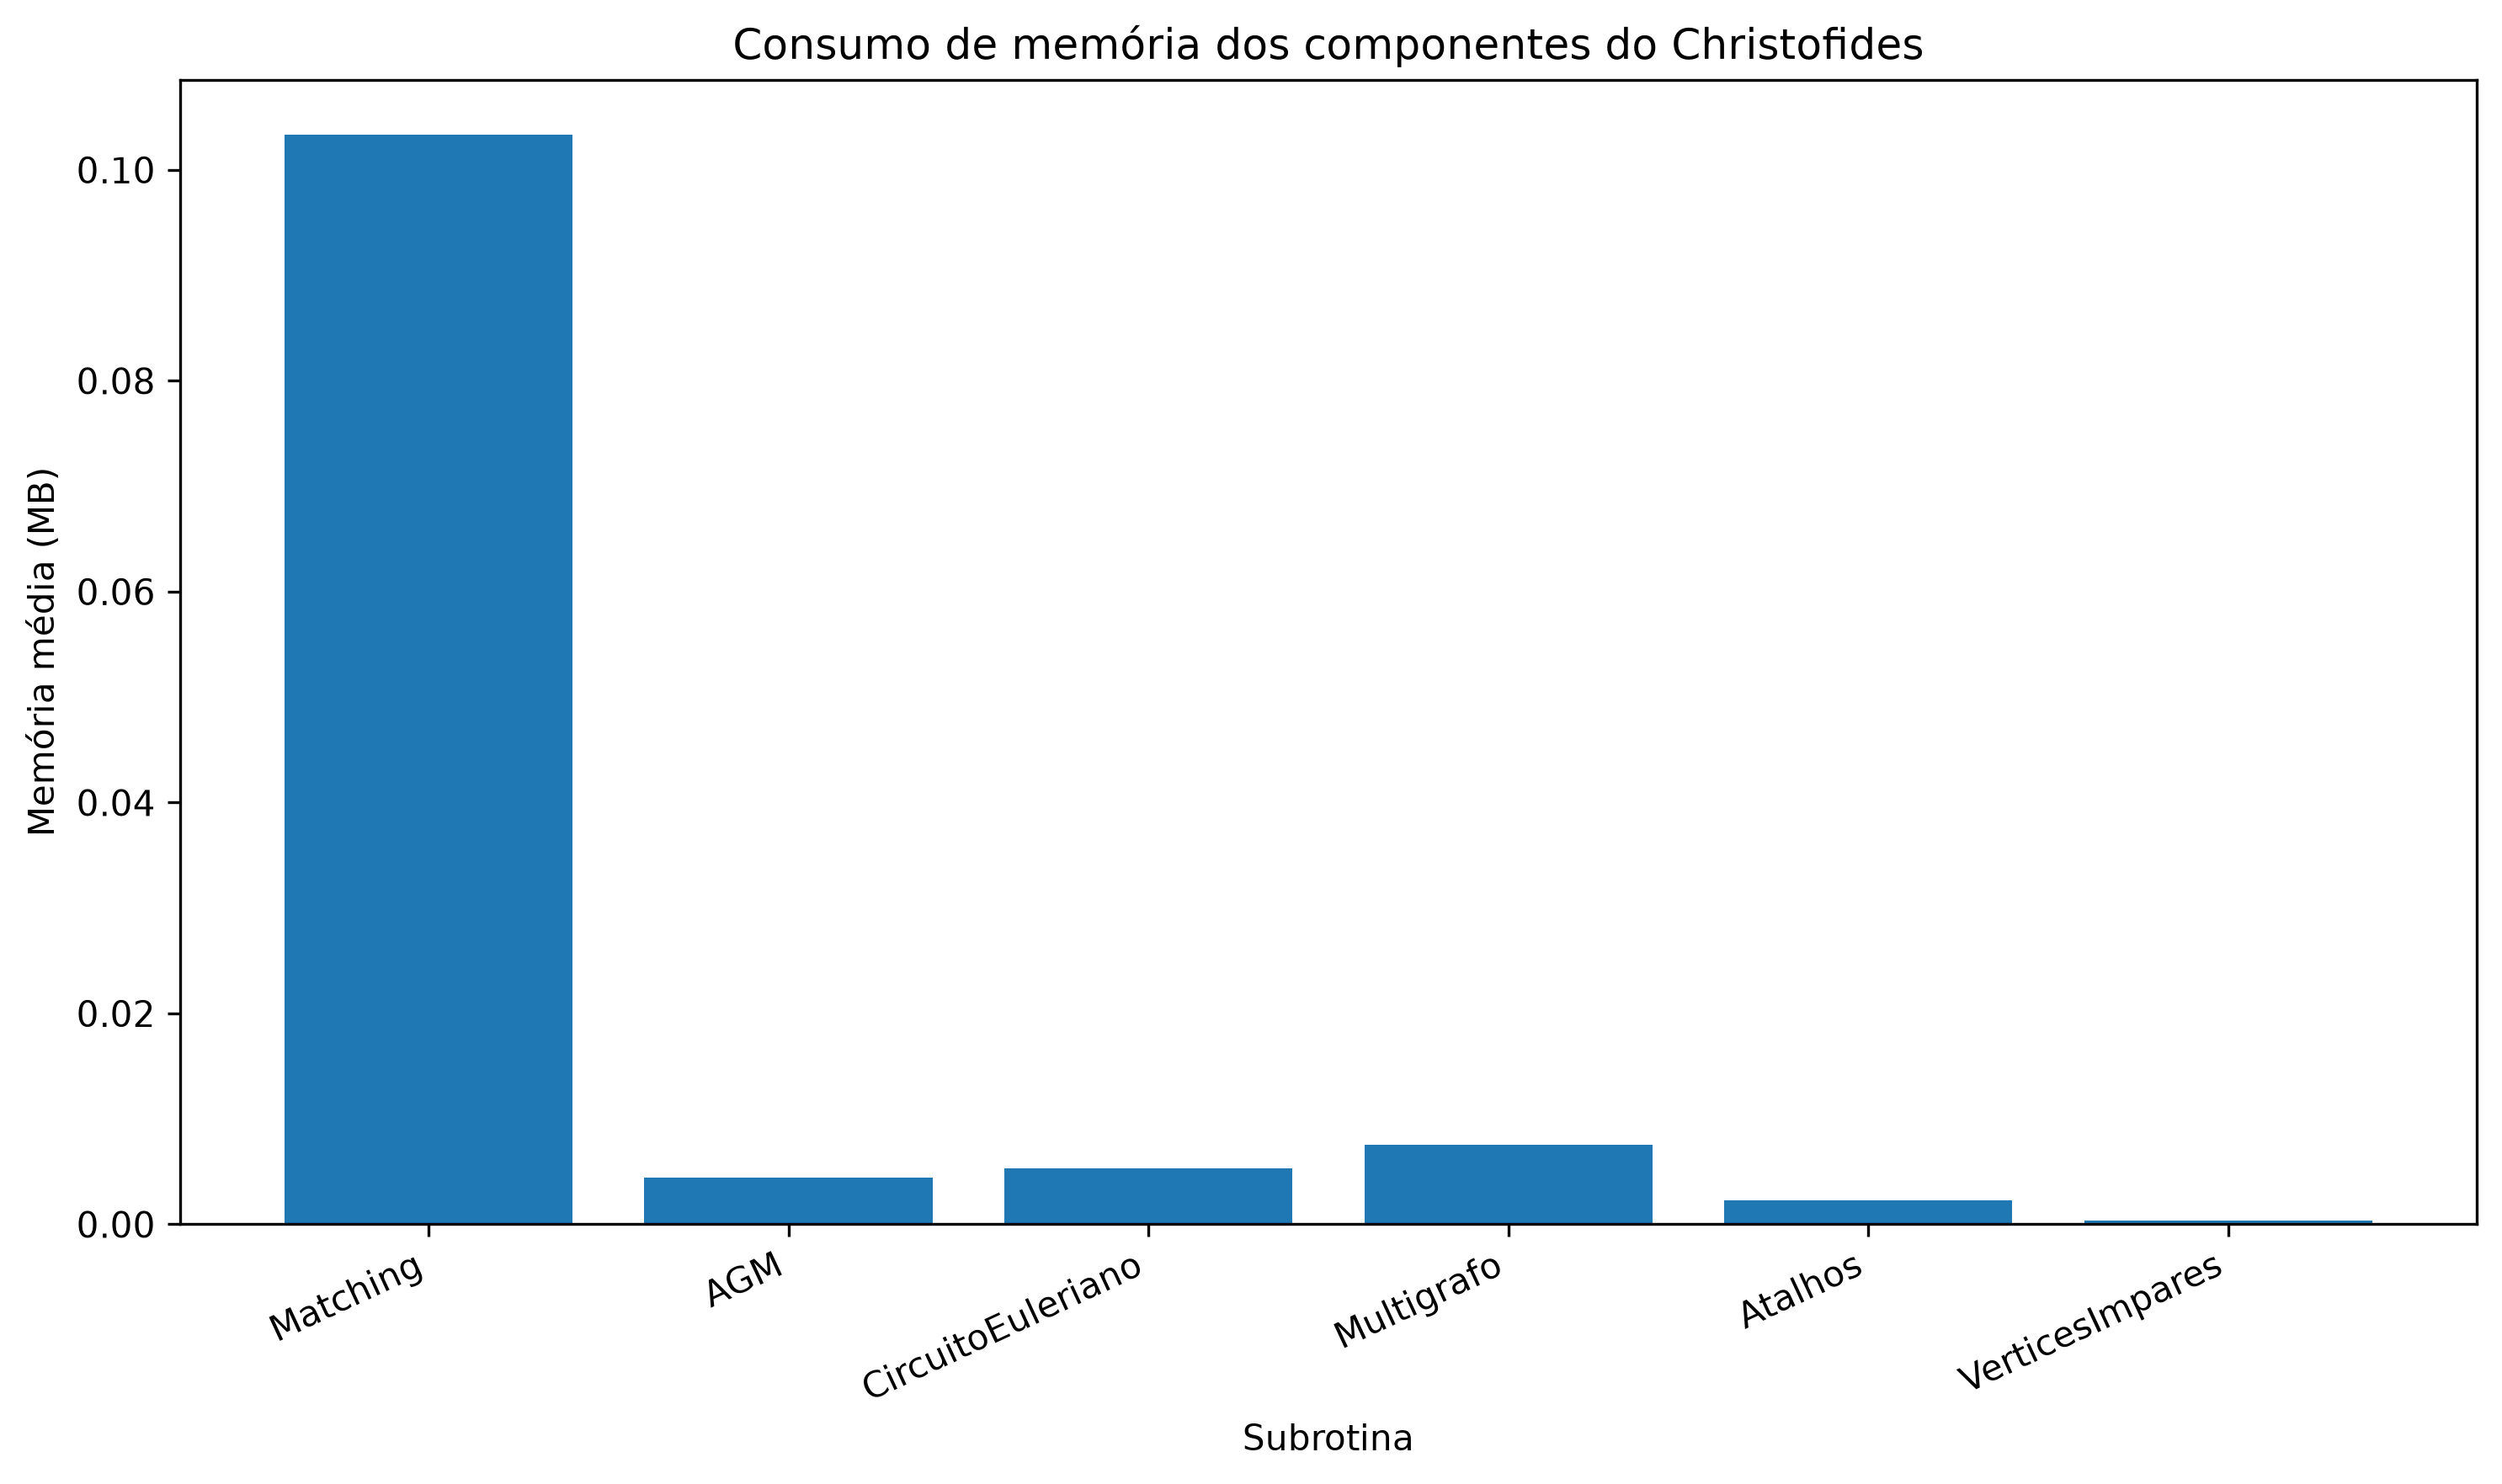 Consumo de memória dos componentes do Christofides
Memória média (MB)
0.10
0.08
0.06
0.04
0.02
0.00
Matching
AGM
CircuitoEuleriano
Multigrafo
Atalhos
VerticesImpares
Subrotina